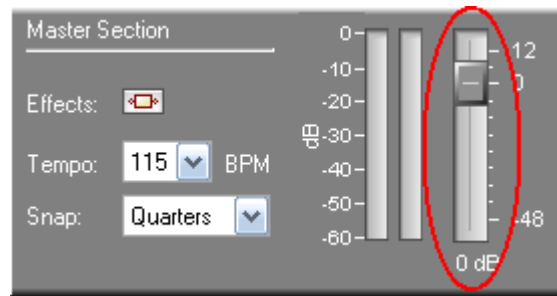 Master Section
Effects:
Tempo: 115 BPM
Snap: Quarters
dB
0
-10
-20
-30
-40
-50
-60
12
0
-48
0 dB